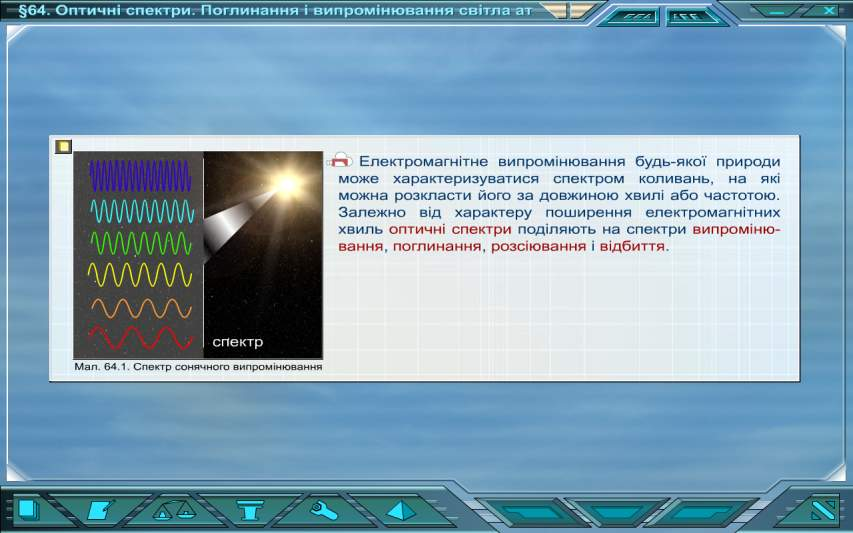 §64. Оптичні спектри. Поглинання і випромінювання світла ат
Електромагнітне випромінювання будь-якої природи
може характеризуватися спектром коливань, на які
можна розкласти його за довжиною хвилі або частотою.
Залежно від характеру поширення електромагнітних
хвиль оптичні спектри поділяють на спектри випроміню-
вання, поглинання, розсіювання і відбиття.
спектр
Мал. 64.1. Спектр сонячного випромінювання